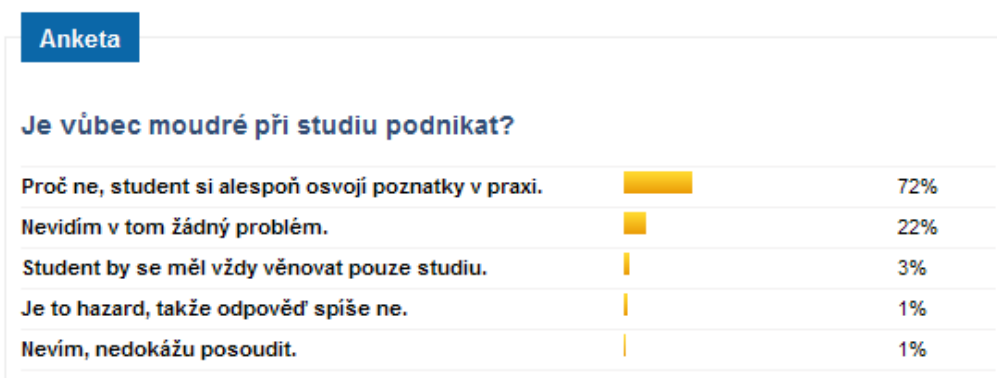 Anketa
Je vůbec moudré při studiu podnikat?
Proč ne, student si alespoň osvojí poznatky v praxi. 72%
Nevidím v tom žádný problém. 22%
Student by se měl vždy věnovat pouze studiu. 3%
Je to hazard, takže odpověď spíše ne. 1%
Nevím, nedokážu posoudit. 1%